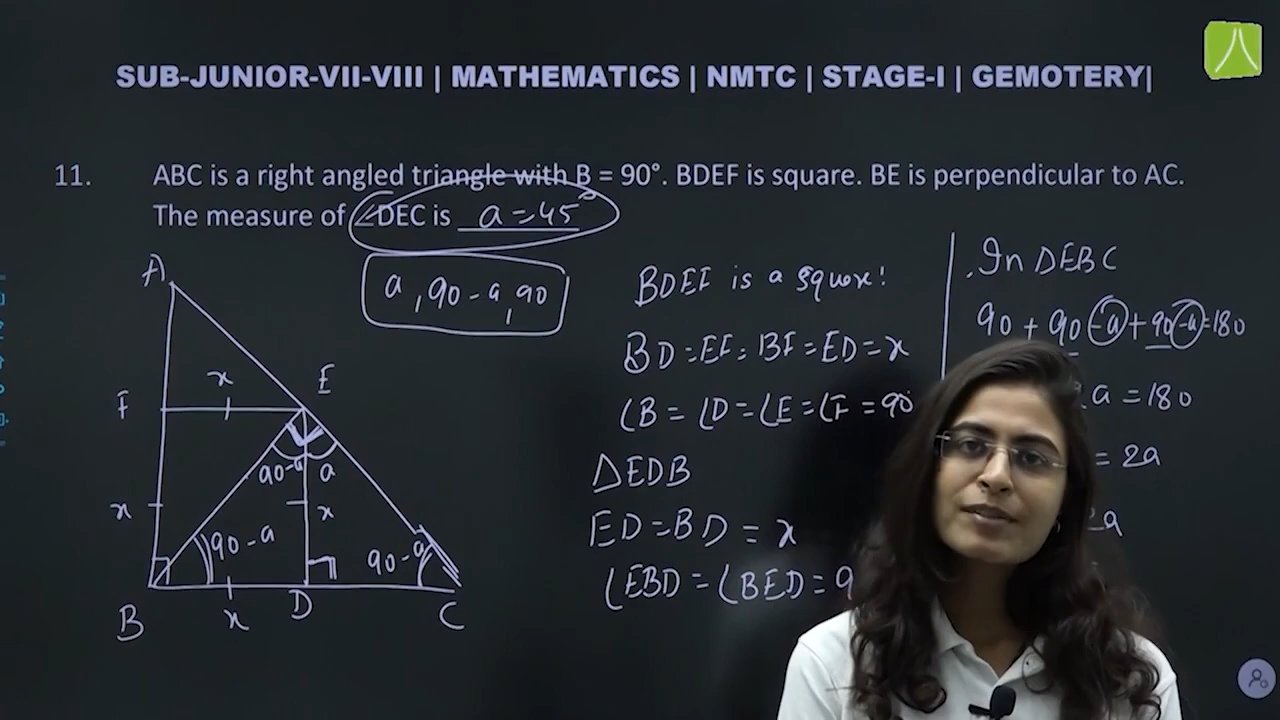 SUB-JUNIOR-VII-VIII | MATHEMATICS | NMTC | STAGE-I | GEMOTERY|
11. ABC is a right angled triangle with B = 90°. BDEF is square. BE is perpendicular to AC.
The measure of ∠DEC is a = 45°
a, 90 - a, 90
A
x
E
F
90-a
a
x
x
90-a
90-a
B
x
D
C
BDEF is a square!
BD = EF = BF = ED = x
∠B = ∠D = ∠E = ∠F = 90
△EDB
ED = BD = x
∠EBD = ∠BED = 9
In △EBC
90 + 90 - a + 90 - a = 180
a = 180
= 2a
2a